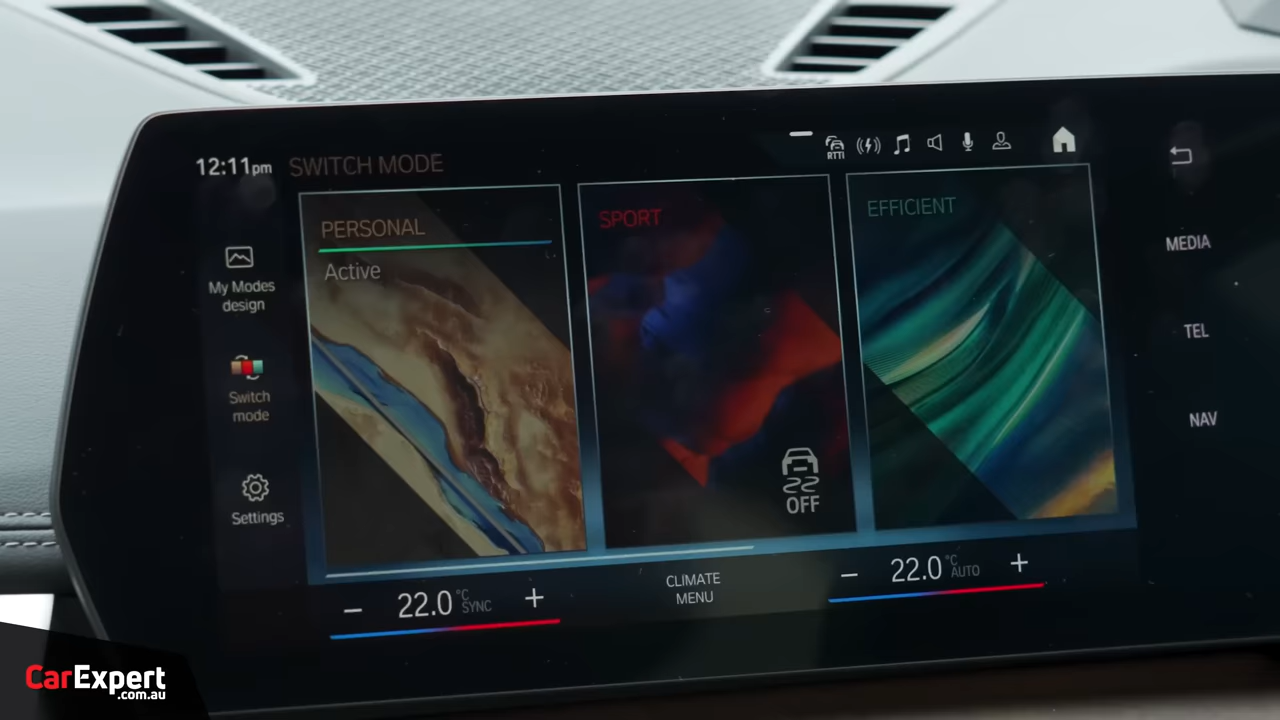 12:11pm
SWITCH MODE
RTTI
PERSONAL
Active
SPORT
OFF
EFFICIENT
My Modes
design
Switch
mode
Settings
MEDIA
TEL
NAV
− 22.0 °C SYNC +
CLIMATE
MENU
− 22.0 °C AUTO +
CarExpert
.com.au